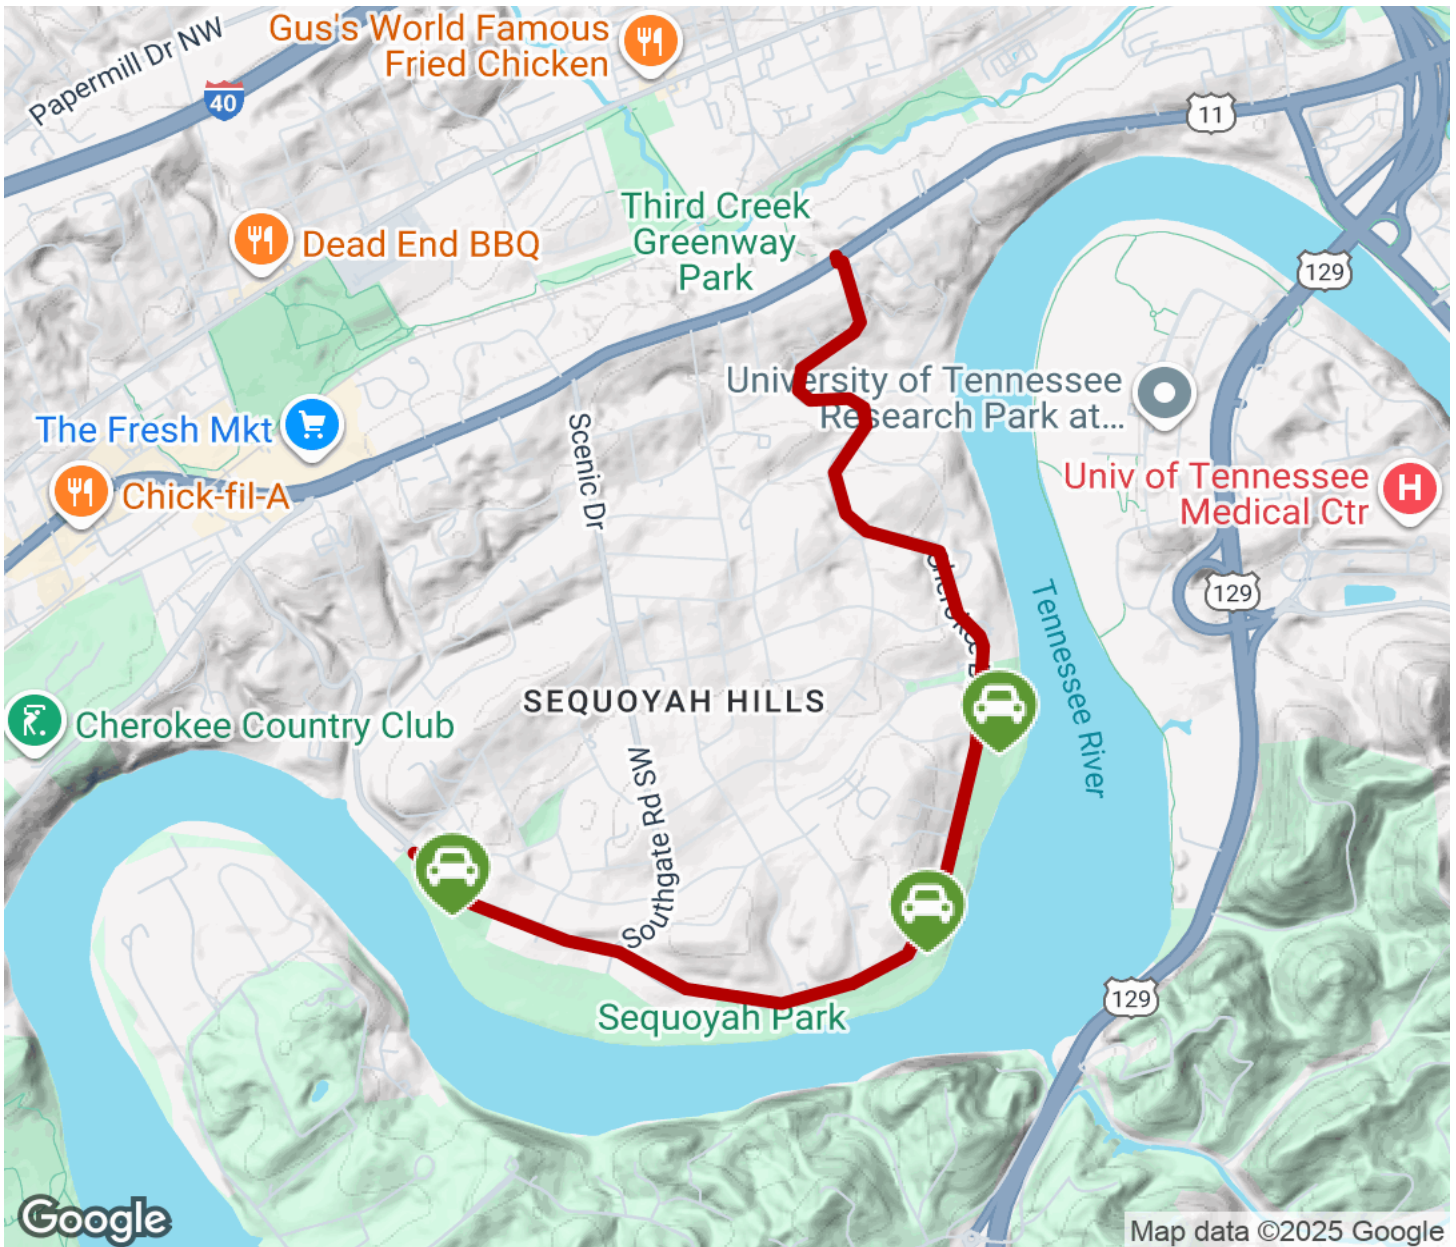 Gus's World Famous
Fried Chicken
Papermill Dr NW
40
11
Third Creek
Greenway
Park
Dead End BBQ
129
University of Tennessee
Research Park at...
The Fresh Mkt
Scenic Dr
Univ of Tennessee
Medical Ctr
H
Chick-fil-A
129
Tennessee River
SEQUOYAH HILLS
Cherokee Country Club
Southgate Rd SW
129
Sequoyah Park
Google
Map data ©2025 Google